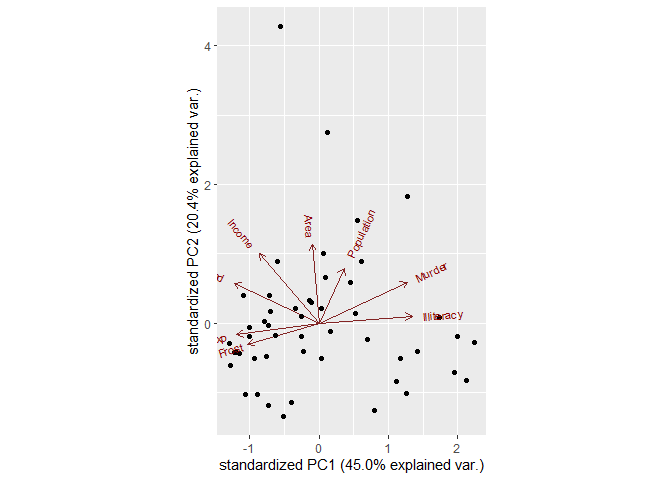 standardized PC2 (20.4% explained var.)
4
2
0
Income
Area
Population
Murder
d
Illiteracy
Frost
-1
0
1
2
standardized PC1 (45.0% explained var.)